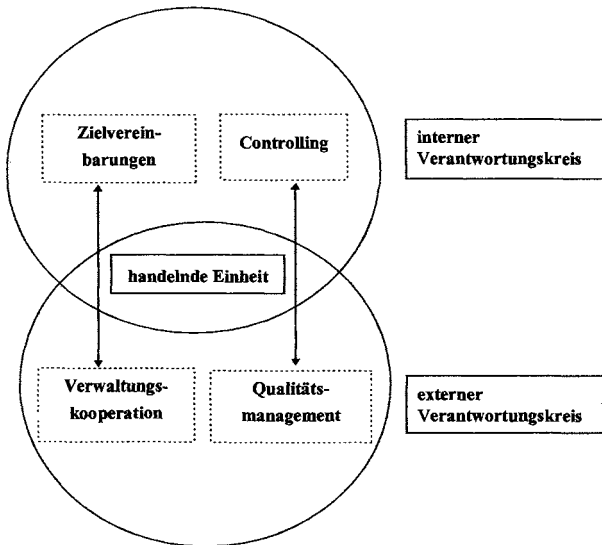 Zielverein-
barungen
Controlling
interner
Verantwortungskreis
handelnde Einheit
Verwaltungs-
kooperation
Qualitäts-
management
externer
Verantwortungskreis